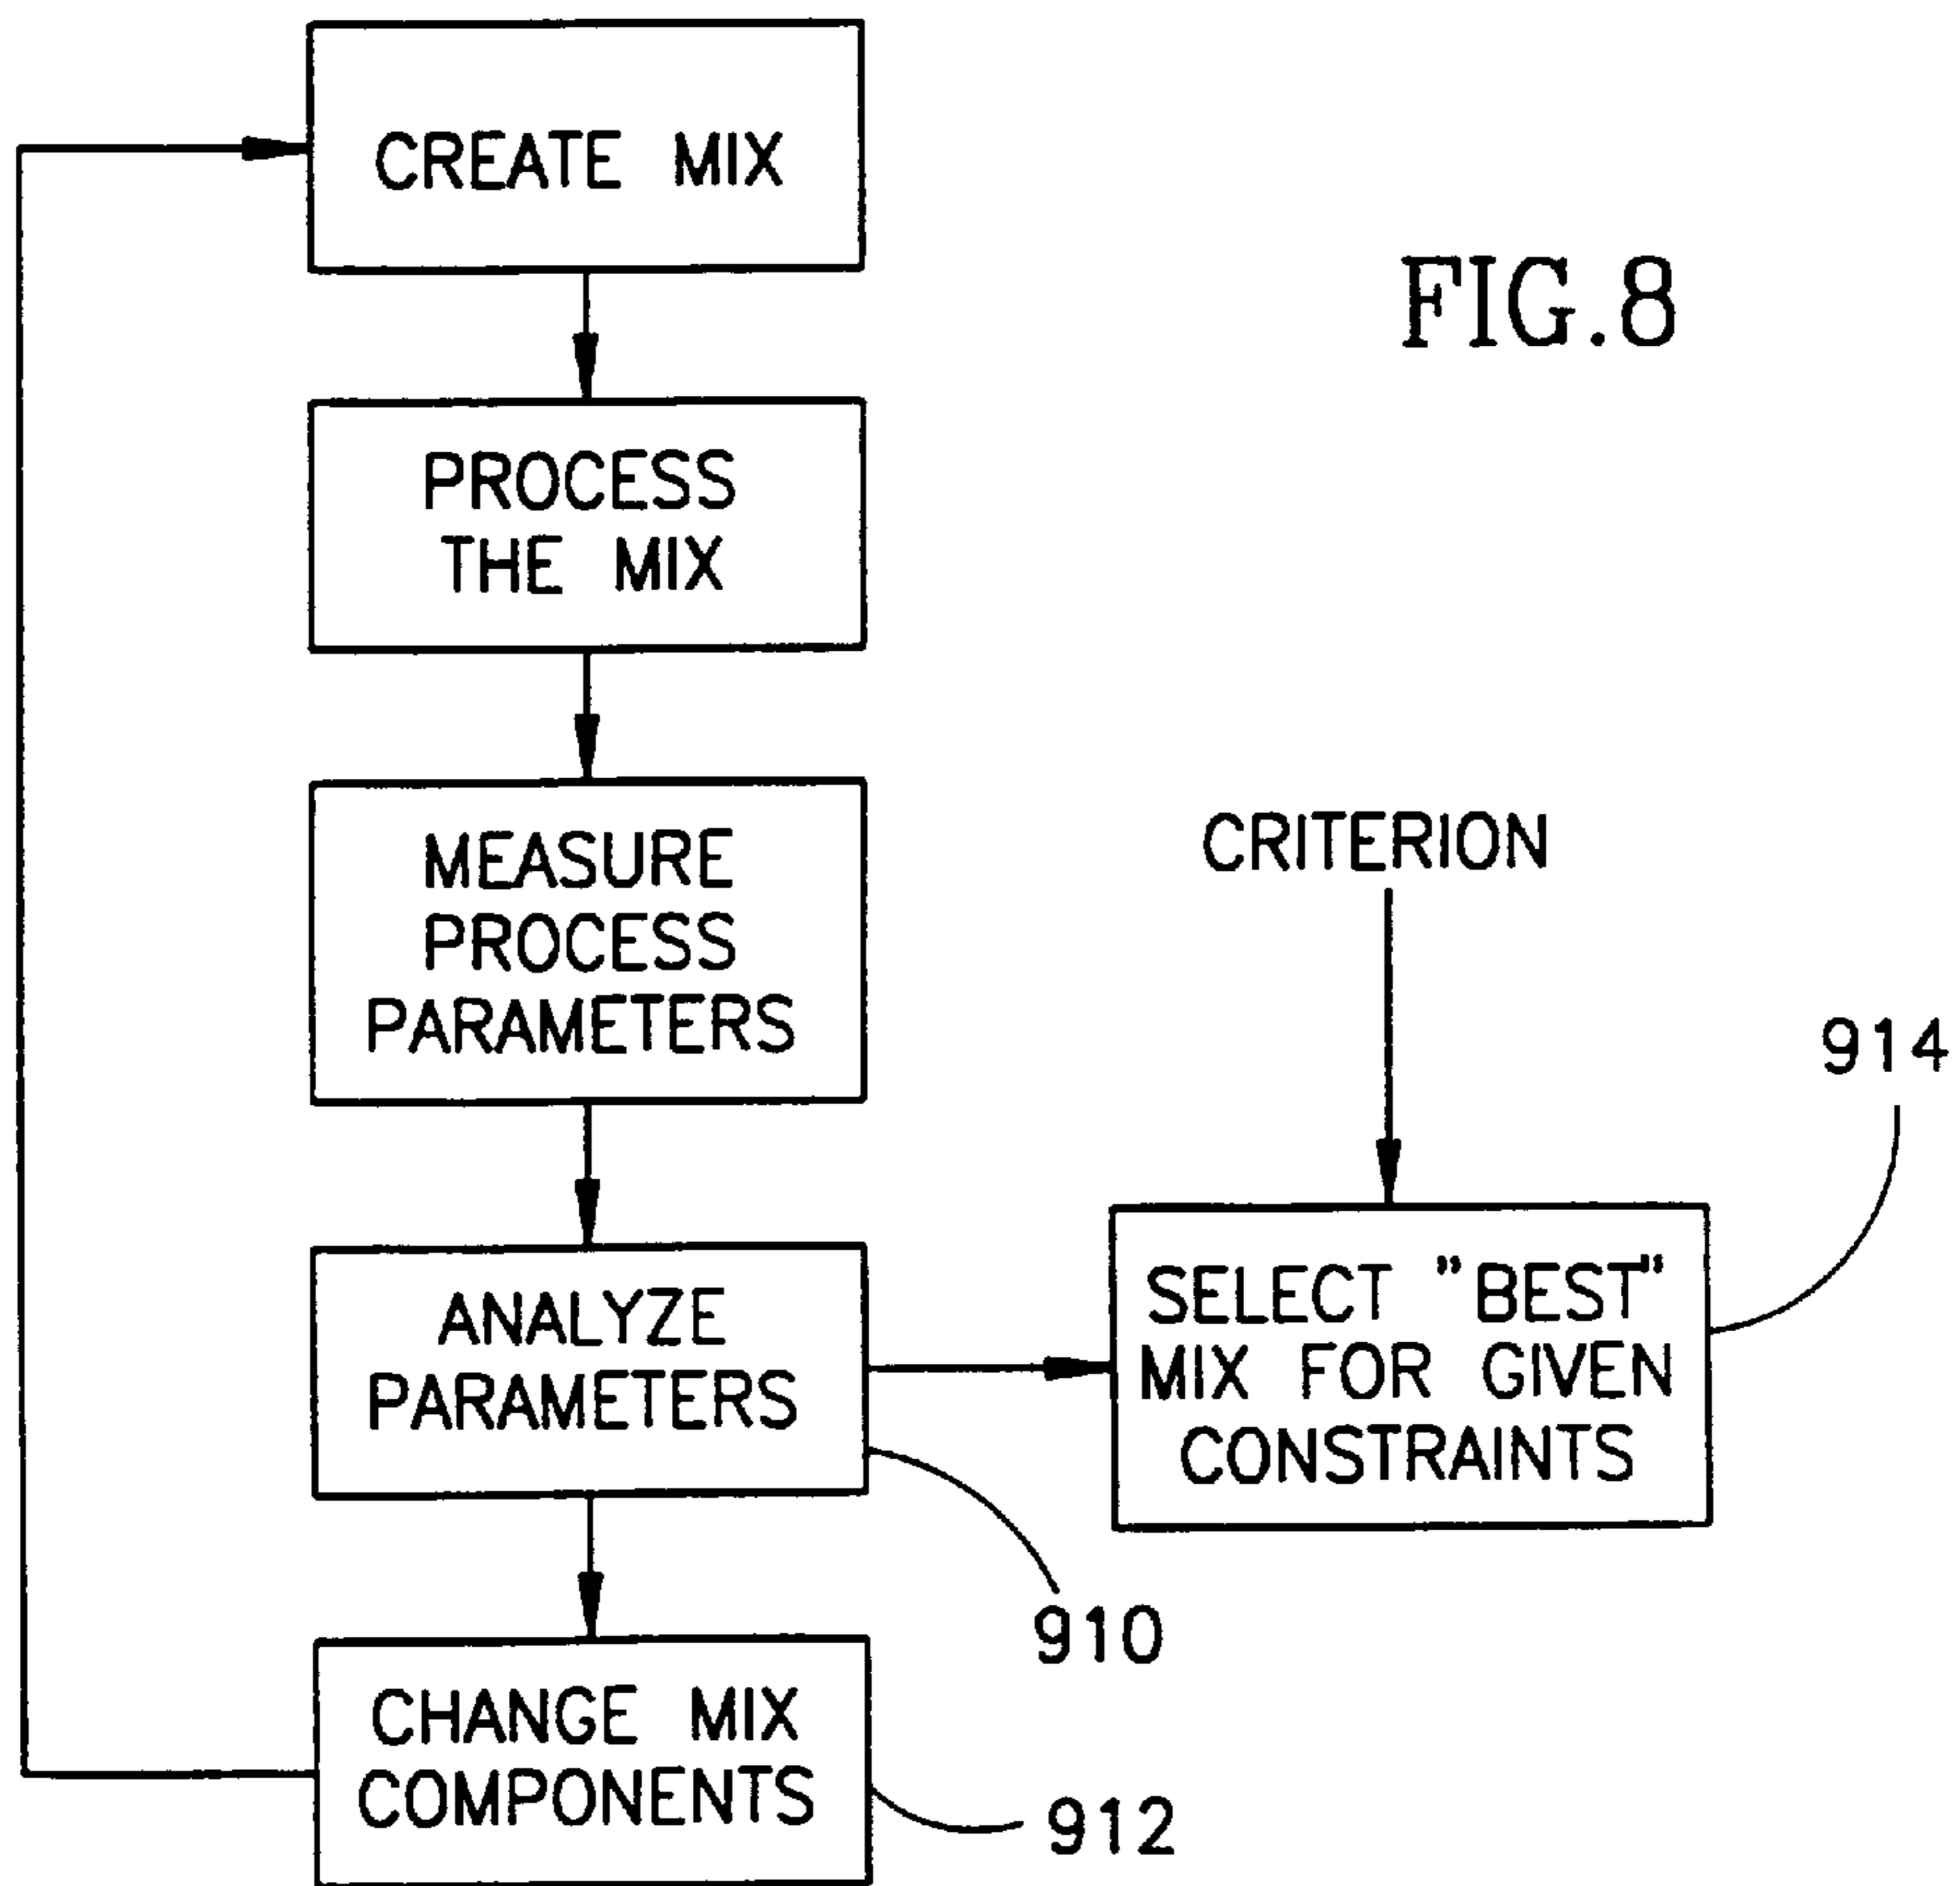 CREATE MIX
FIG.8
PROCESS
THE MIX
MEASURE
PROCESS
PARAMETERS
CRITERION
914
ANALYZE
PARAMETERS
SELECT "BEST"
MIX FOR GIVEN
CONSTRAINTS
910
CHANGE MIX
COMPONENTS
912